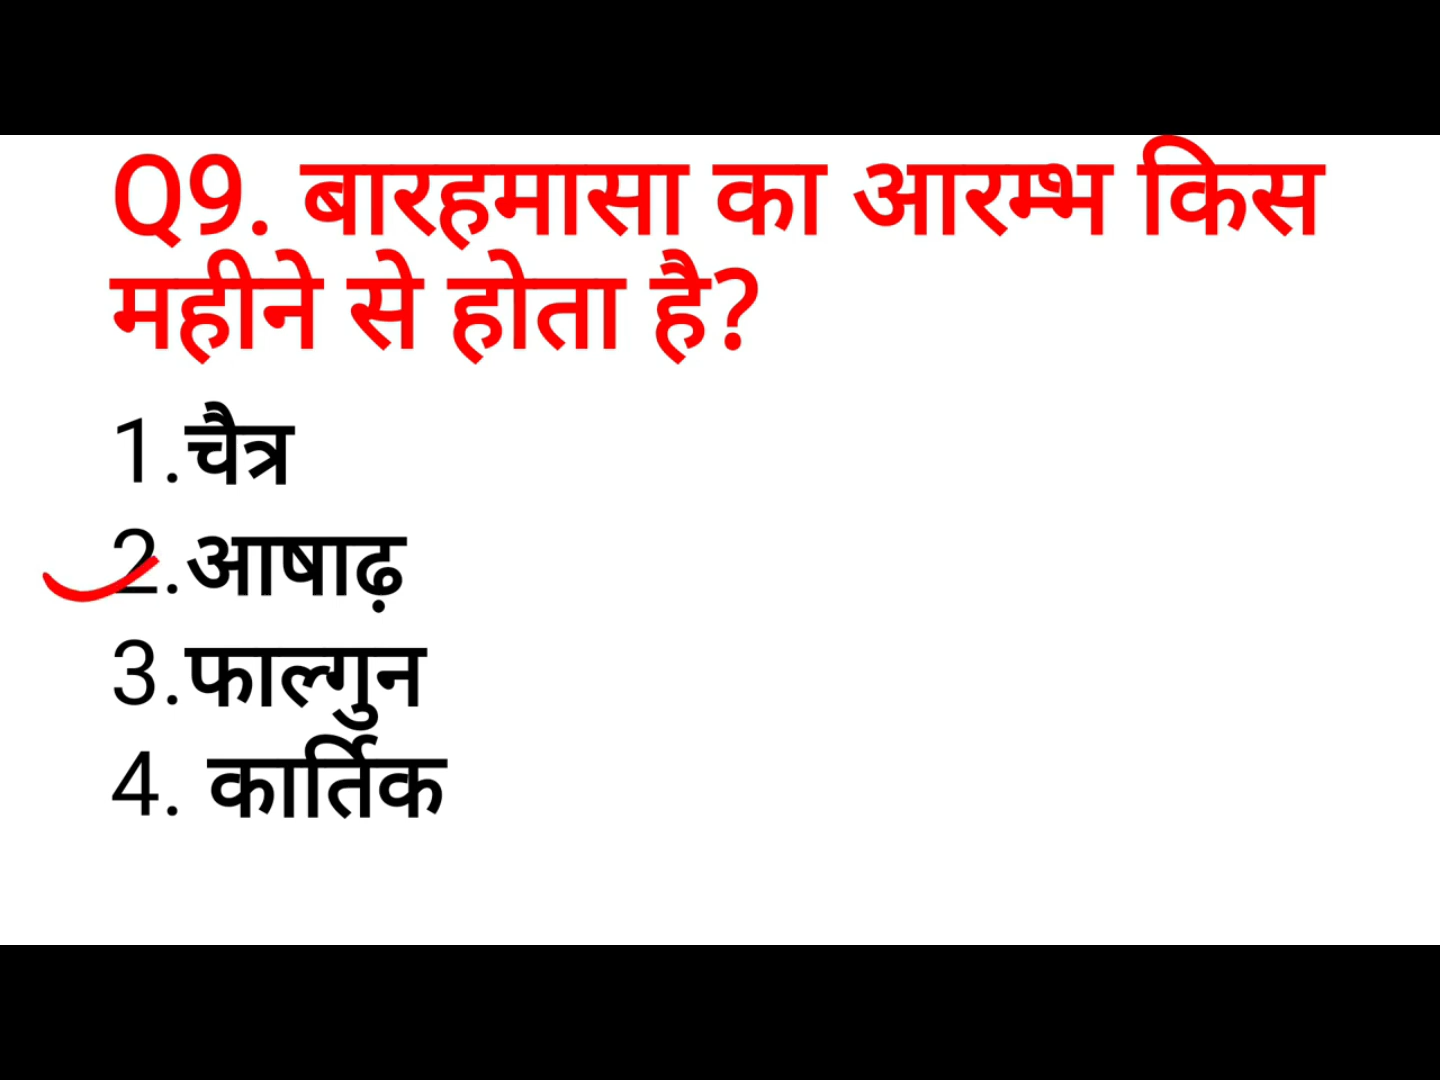 Q9. बारहमासा का आरम्भ किस
महीने से होता है?
1.चैत्र
2.आषाढ़
3.फाल्गुन
4. कार्तिक